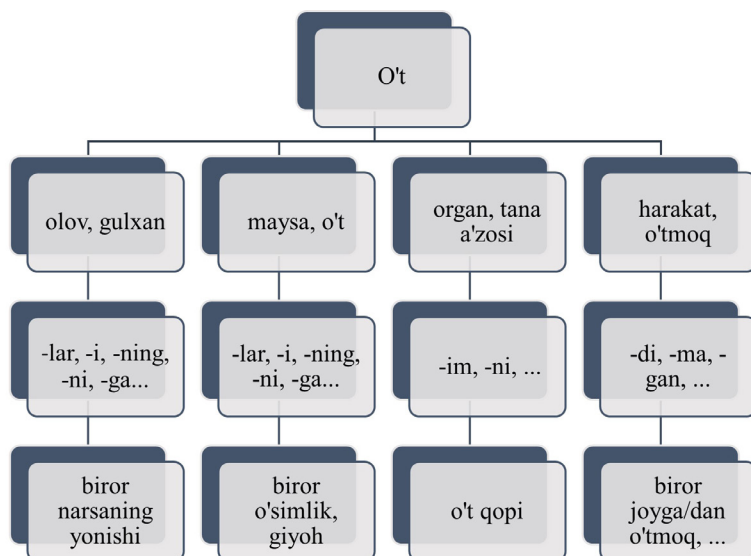 O't
olov, gulxan
maysa, o't
organ, tana
a'zosi
harakat,
o'tmoq
-lar, -i, -ning,
-ni, -ga...
-lar, -i, -ning,
-ni, -ga...
-im, -ni, ...
-di, -ma, -
gan, ...
biror
narsaning
yonishi
biror
o'simlik,
giyoh
o't qopi
biror
joyga/dan
o'tmoq, ...